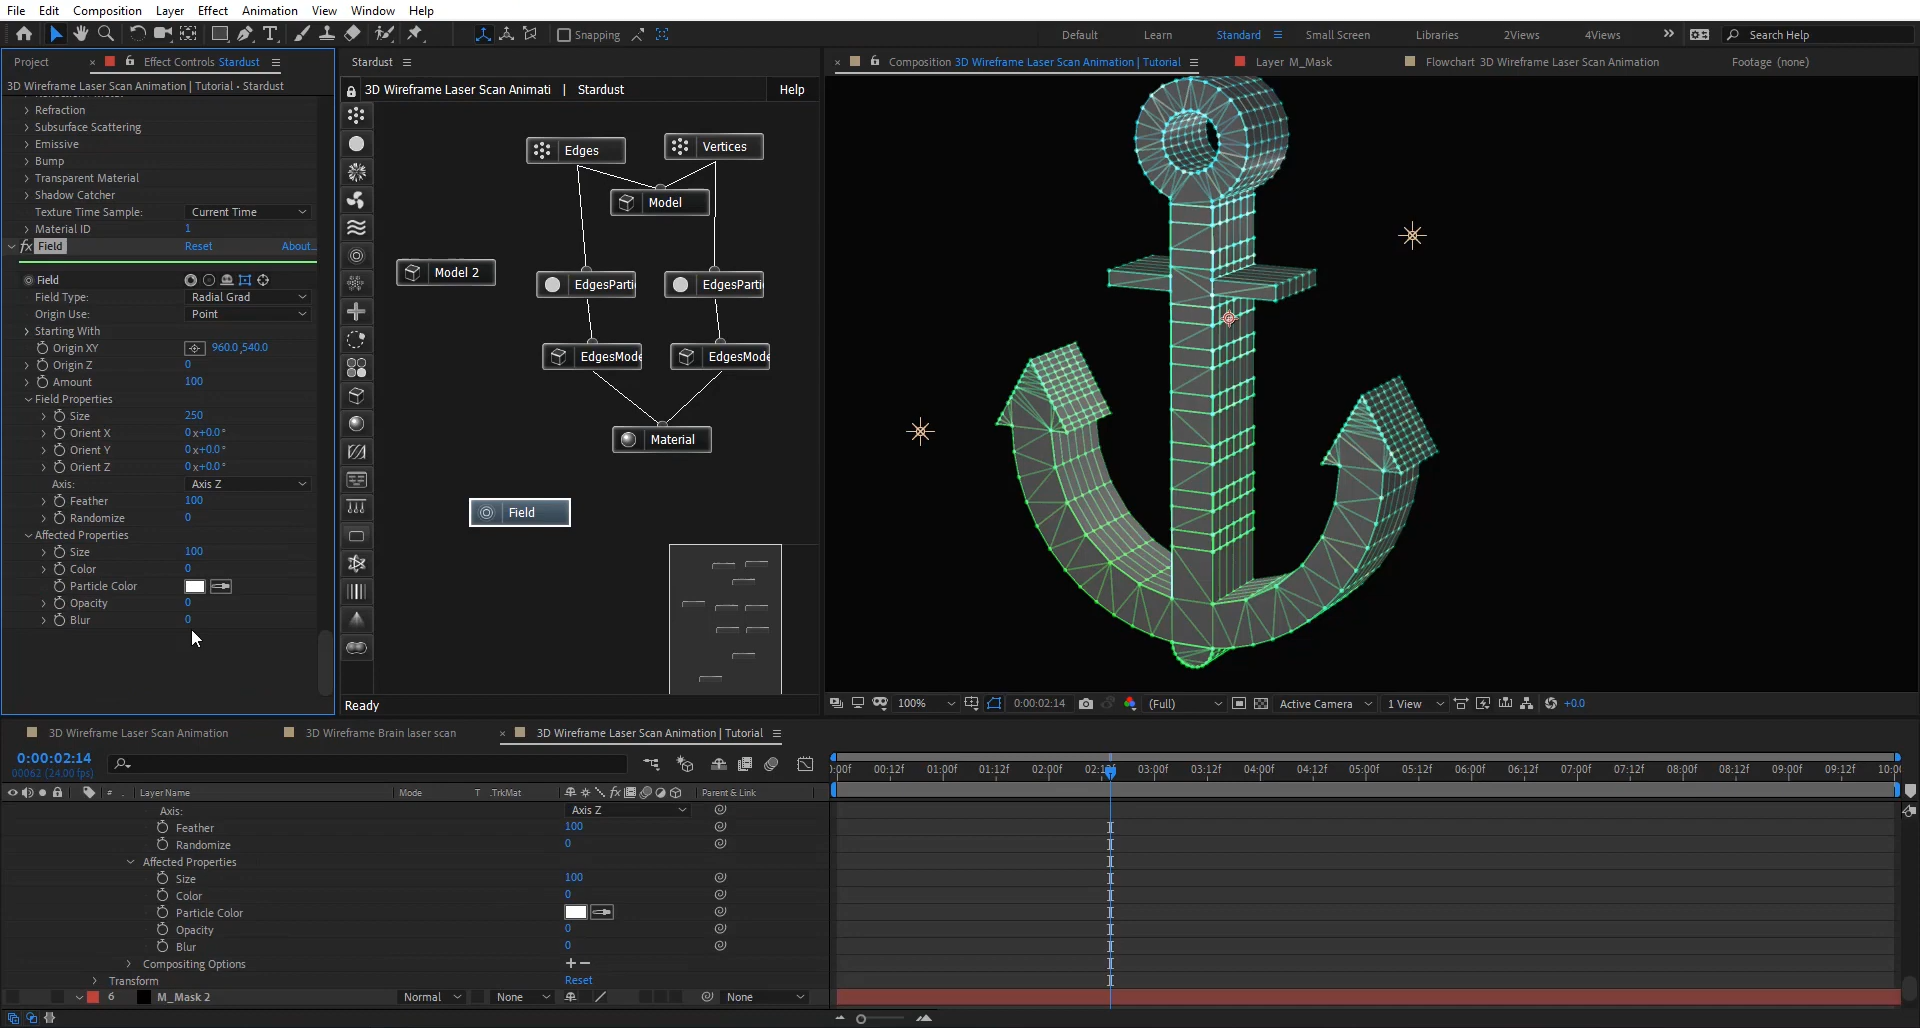 File Edit Composition Layer Effect Animation View Window Help
Snapping
Default Learn Standard Small Screen Libraries 2Views 4Views
Search Help
Project
Effect Controls Stardust
3D Wireframe Laser Scan Animation | Tutorial • Stardust
Refraction
Subsurface Scattering
Emissive
Bump
Transparent Material
Shadow Catcher
Texture Time Sample: Current Time
Material ID 1
fx Field Reset About...
Field
Field Type: Radial Grad
Origin Use: Point
Starting With
Origin XY 960.0,540.0
Origin Z 0
Amount 100
Field Properties
Size 250
Orient X 0x+0.0°
Orient Y 0x+0.0°
Orient Z 0x+0.0°
Axis: Axis Z
Feather 100
Randomize 0
Affected Properties
Size 100
Color 0
Particle Color
Opacity 0
Blur 0
Stardust
3D Wireframe Laser Scan Animati | Stardust Help
Edges
Vertices
Model
Model 2
EdgesParti
EdgesParti
EdgesMode
EdgesMode
Material
Field
Ready
Composition 3D Wireframe Laser Scan Animation | Tutorial
Layer M_Mask
Flowchart 3D Wireframe Laser Scan Animation
Footage (none)
100% 0:00:02:14 (Full) Active Camera 1 View +0.0
3D Wireframe Laser Scan Animation
3D Wireframe Brain laser scan
3D Wireframe Laser Scan Animation | Tutorial
0:00:02:14
00062 (24.00 fps)
:00f 00:12f 01:00f 01:12f 02:00f 02:12f 03:00f 03:12f 04:00f 04:12f 05:00f 05:12f 06:00f 06:12f 07:00f 07:12f 08:00f 08:12f 09:00f 09:12f 10:0
# Layer Name Mode T .TrkMat fx Parent & Link
Axis: Axis Z
Feather 100
Randomize 0
Affected Properties
Size 100
Color 0
Particle Color
Opacity 0
Blur 0
Compositing Options
Transform Reset
6 M_Mask 2 Normal None None